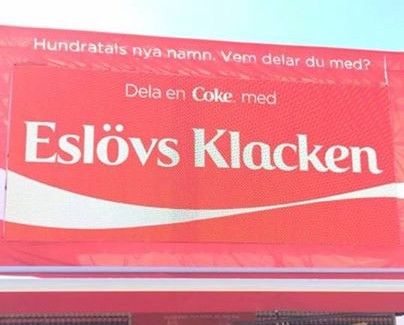 Hundratals nya namn. Vem delar du med?
Dela en Coke. med
Eslövs Klacken